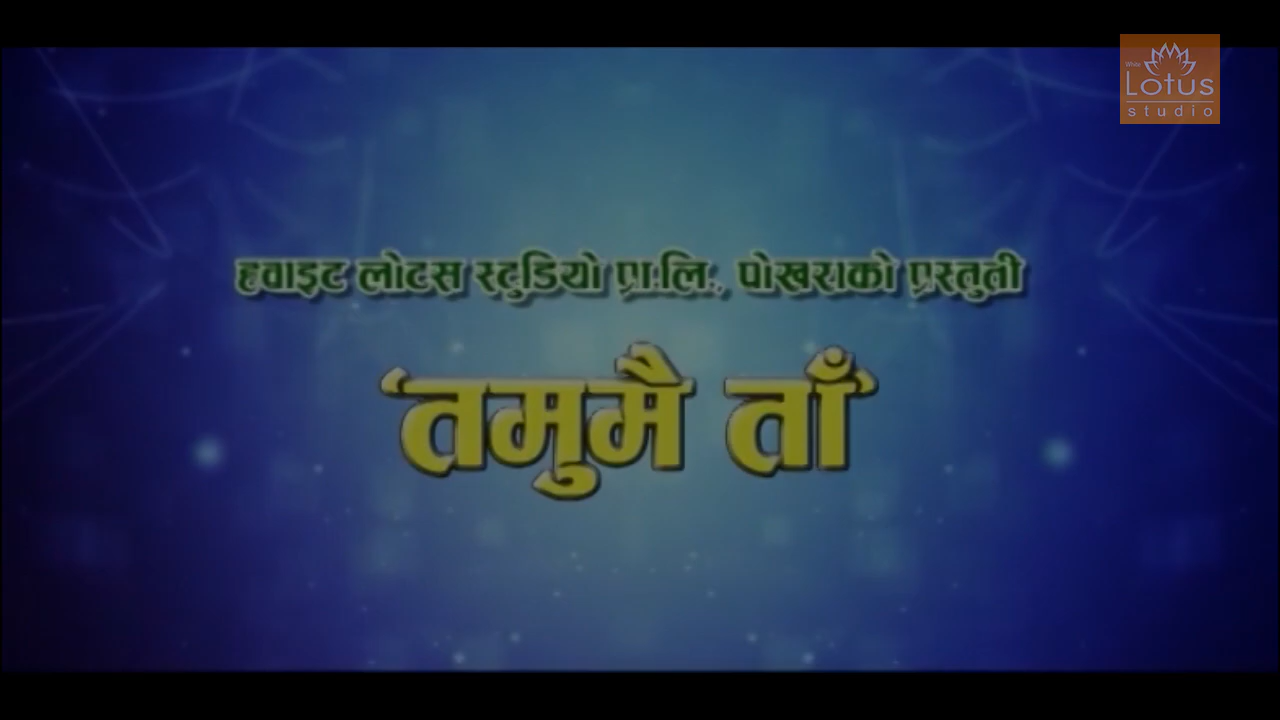 White
Lotus
studio
ह्वाइट लोटस स्टुडियो प्रा.लि., पोखराको प्रस्तुती
‘तमुमै ताँ’